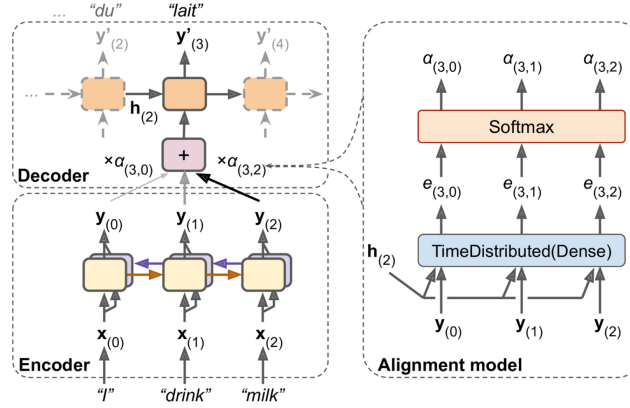 ... "du" "lait"
y'(2) y'(3) y'(4)
... h(2)
×α(3,0) + ×α(3,2)
Decoder
y(0) y(1) y(2)
x(0) x(1) x(2)
Encoder
"I" "drink" "milk"
α(3,0) α(3,1) α(3,2)
Softmax
e(3,0) e(3,1) e(3,2)
h(2) TimeDistributed(Dense)
y(0) y(1) y(2)
Alignment model